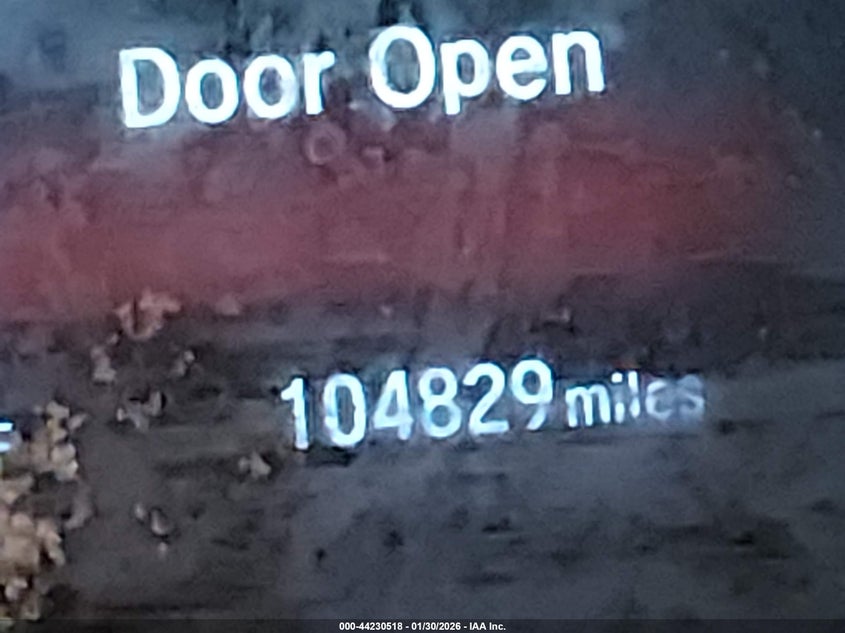 Door Open
104829 miles
000-44230518 - 01/30/2026 - IAA Inc.